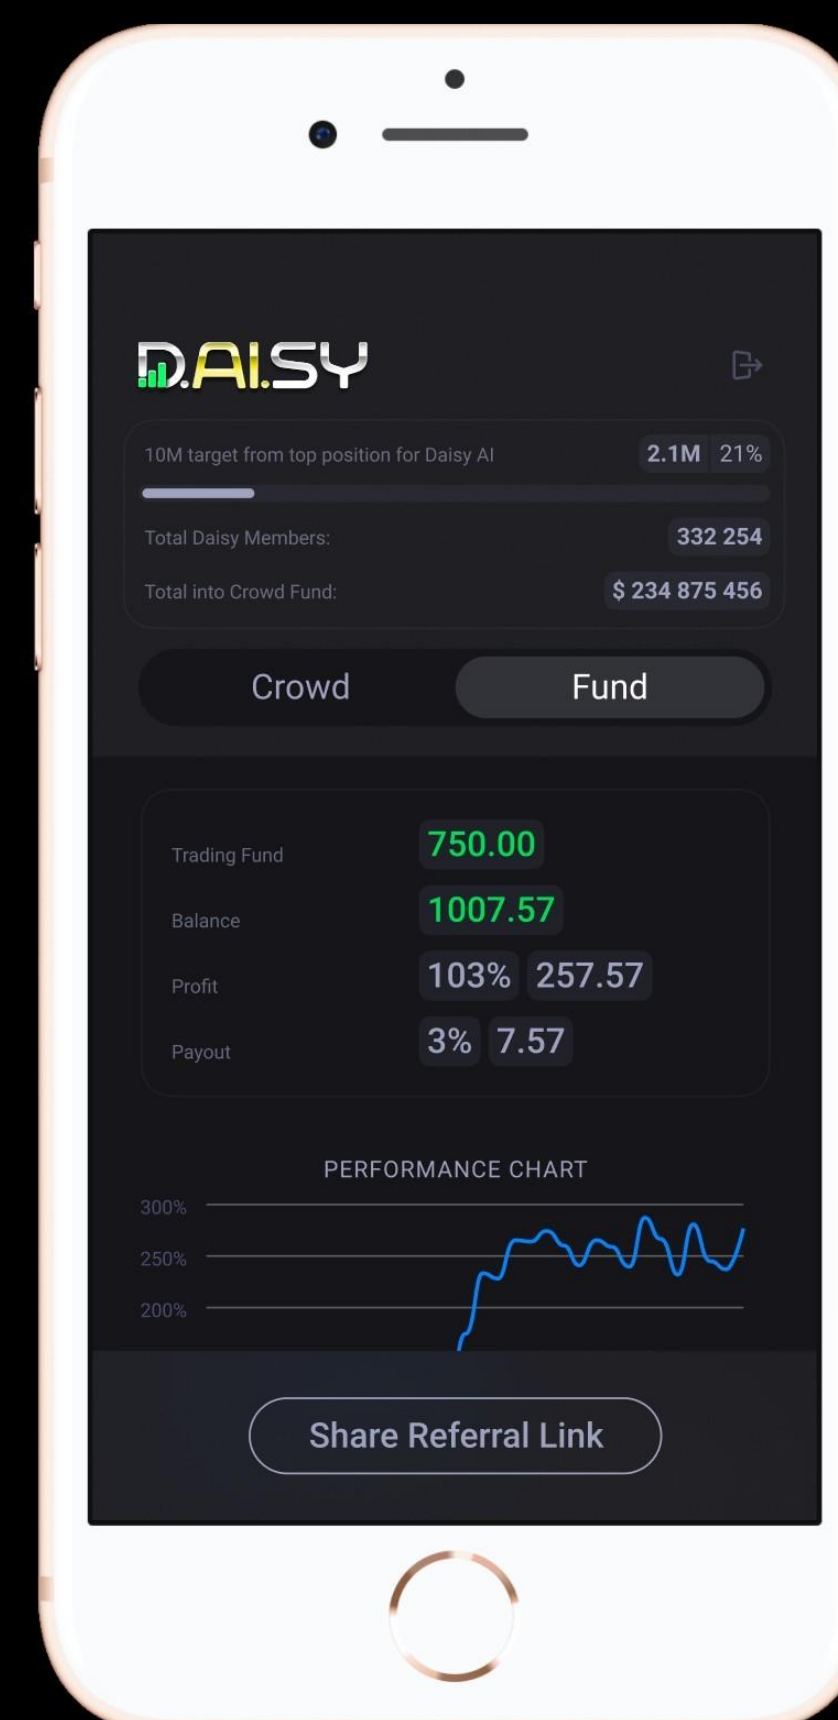 D.AI.SY
10M target from top position for Daisy AI 2.1M 21%
Total Daisy Members: 332 254
Total into Crowd Fund: $ 234 875 456
Crowd Fund
Trading Fund 750.00
Balance 1007.57
Profit 103% 257.57
Payout 3% 7.57
PERFORMANCE CHART
300%
250%
200%
Share Referral Link